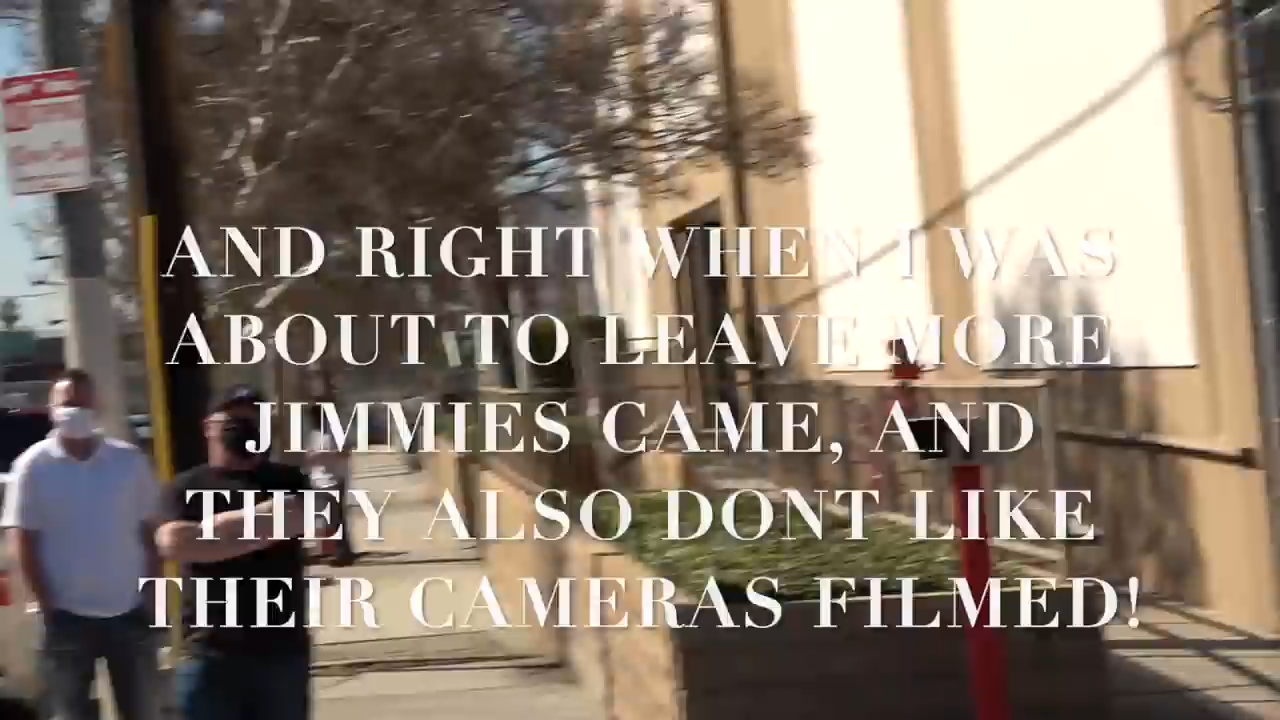 AND RIGHT WHEN I WAS
ABOUT TO LEAVE MORE
JIMMIES CAME, AND
THEY ALSO DONT LIKE
THEIR CAMERAS FILMED!